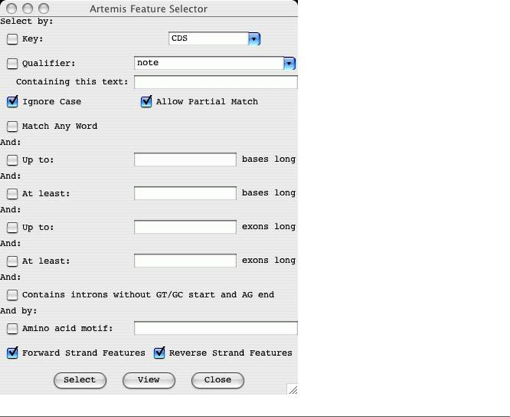 Artemis Feature Selector
Select by:
Key: CDS
Qualifier: note
Containing this text:
Ignore Case Allow Partial Match
Match Any Word
And:
Up to: bases long
And:
At least: bases long
And:
Up to: exons long
And:
At least: exons long
And:
Contains introns without GT/GC start and AG end
And by:
Amino acid motif:
Forward Strand Features Reverse Strand Features
Select View Close